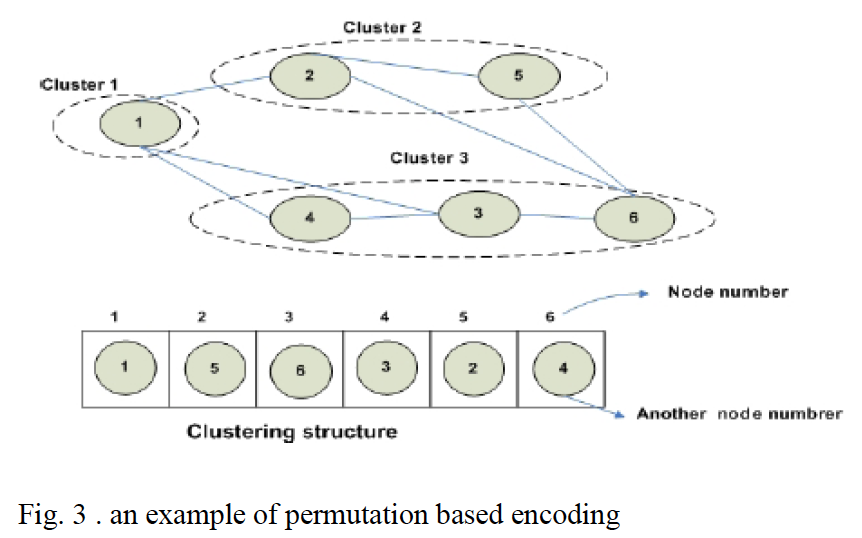 Cluster 2
Cluster 1
2
5
1
Cluster 3
4
3
6
Node number
1 2 3 4 5 6
1 5 6 3 2 4
Another node numbrer
Clustering structure
Fig. 3 . an example of permutation based encoding